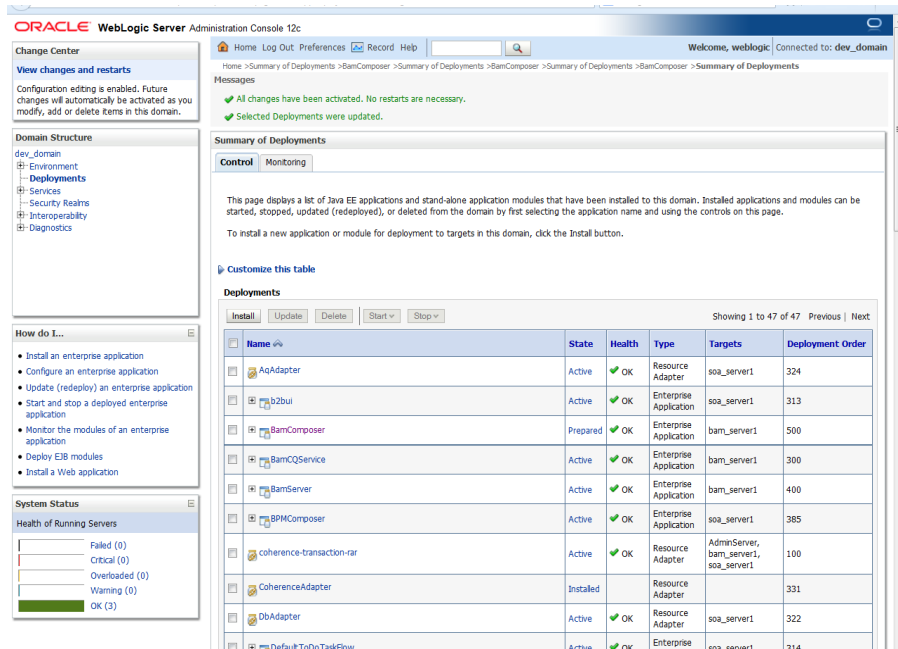 ORACLE WebLogic Server Administration Console 12c
Change Center
View changes and restarts
Configuration editing is enabled. Future
changes will automatically be activated as you
modify, add or delete items in this domain.
Domain Structure
dev_domain
Environment
Deployments
Services
Security Realms
Interoperability
Diagnostics
How do I...
Install an enterprise application
Configure an enterprise application
Update (redeploy) an enterprise application
Start and stop a deployed enterprise
application
Monitor the modules of an enterprise
application
Deploy EJB modules
Install a Web application
System Status
Health of Running Servers
Failed (0)
Critical (0)
Overloaded (0)
Warning (0)
OK (3)
Home Log Out Preferences Record Help
Welcome, weblogic Connected to: dev_domain
Home >Summary of Deployments >BamComposer >Summary of Deployments >BamComposer >Summary of Deployments >BamComposer >Summary of Deployments
Messages
All changes have been activated. No restarts are necessary.
Selected Deployments were updated.
Summary of Deployments
Control Monitoring
This page displays a list of Java EE applications and stand-alone application modules that have been installed to this domain. Installed applications and modules can be
started, stopped, updated (redeployed), or deleted from the domain by first selecting the application name and using the controls on this page.
To install a new application or module for deployment to targets in this domain, click the Install button.
Customize this table
Deployments
Install Update Delete Start Stop Showing 1 to 47 of 47 Previous | Next
Name State Health Type Targets Deployment Order
AqAdapter Active OK Resource Adapter soa_server1 324
b2bui Active OK Enterprise Application soa_server1 313
BamComposer Prepared OK Enterprise Application bam_server1 500
BamCQService Active OK Enterprise Application bam_server1 300
BamServer Active OK Enterprise Application bam_server1 400
BPMComposer Active OK Enterprise Application soa_server1 385
coherence-transaction-rar Active OK Resource Adapter AdminServer, bam_server1, soa_server1 100
CoherenceAdapter Installed Resource Adapter 331
DbAdapter Active OK Resource Adapter soa_server1 322
DefaultToDoTaskFlow Active OK Enterprise soa_server1 314